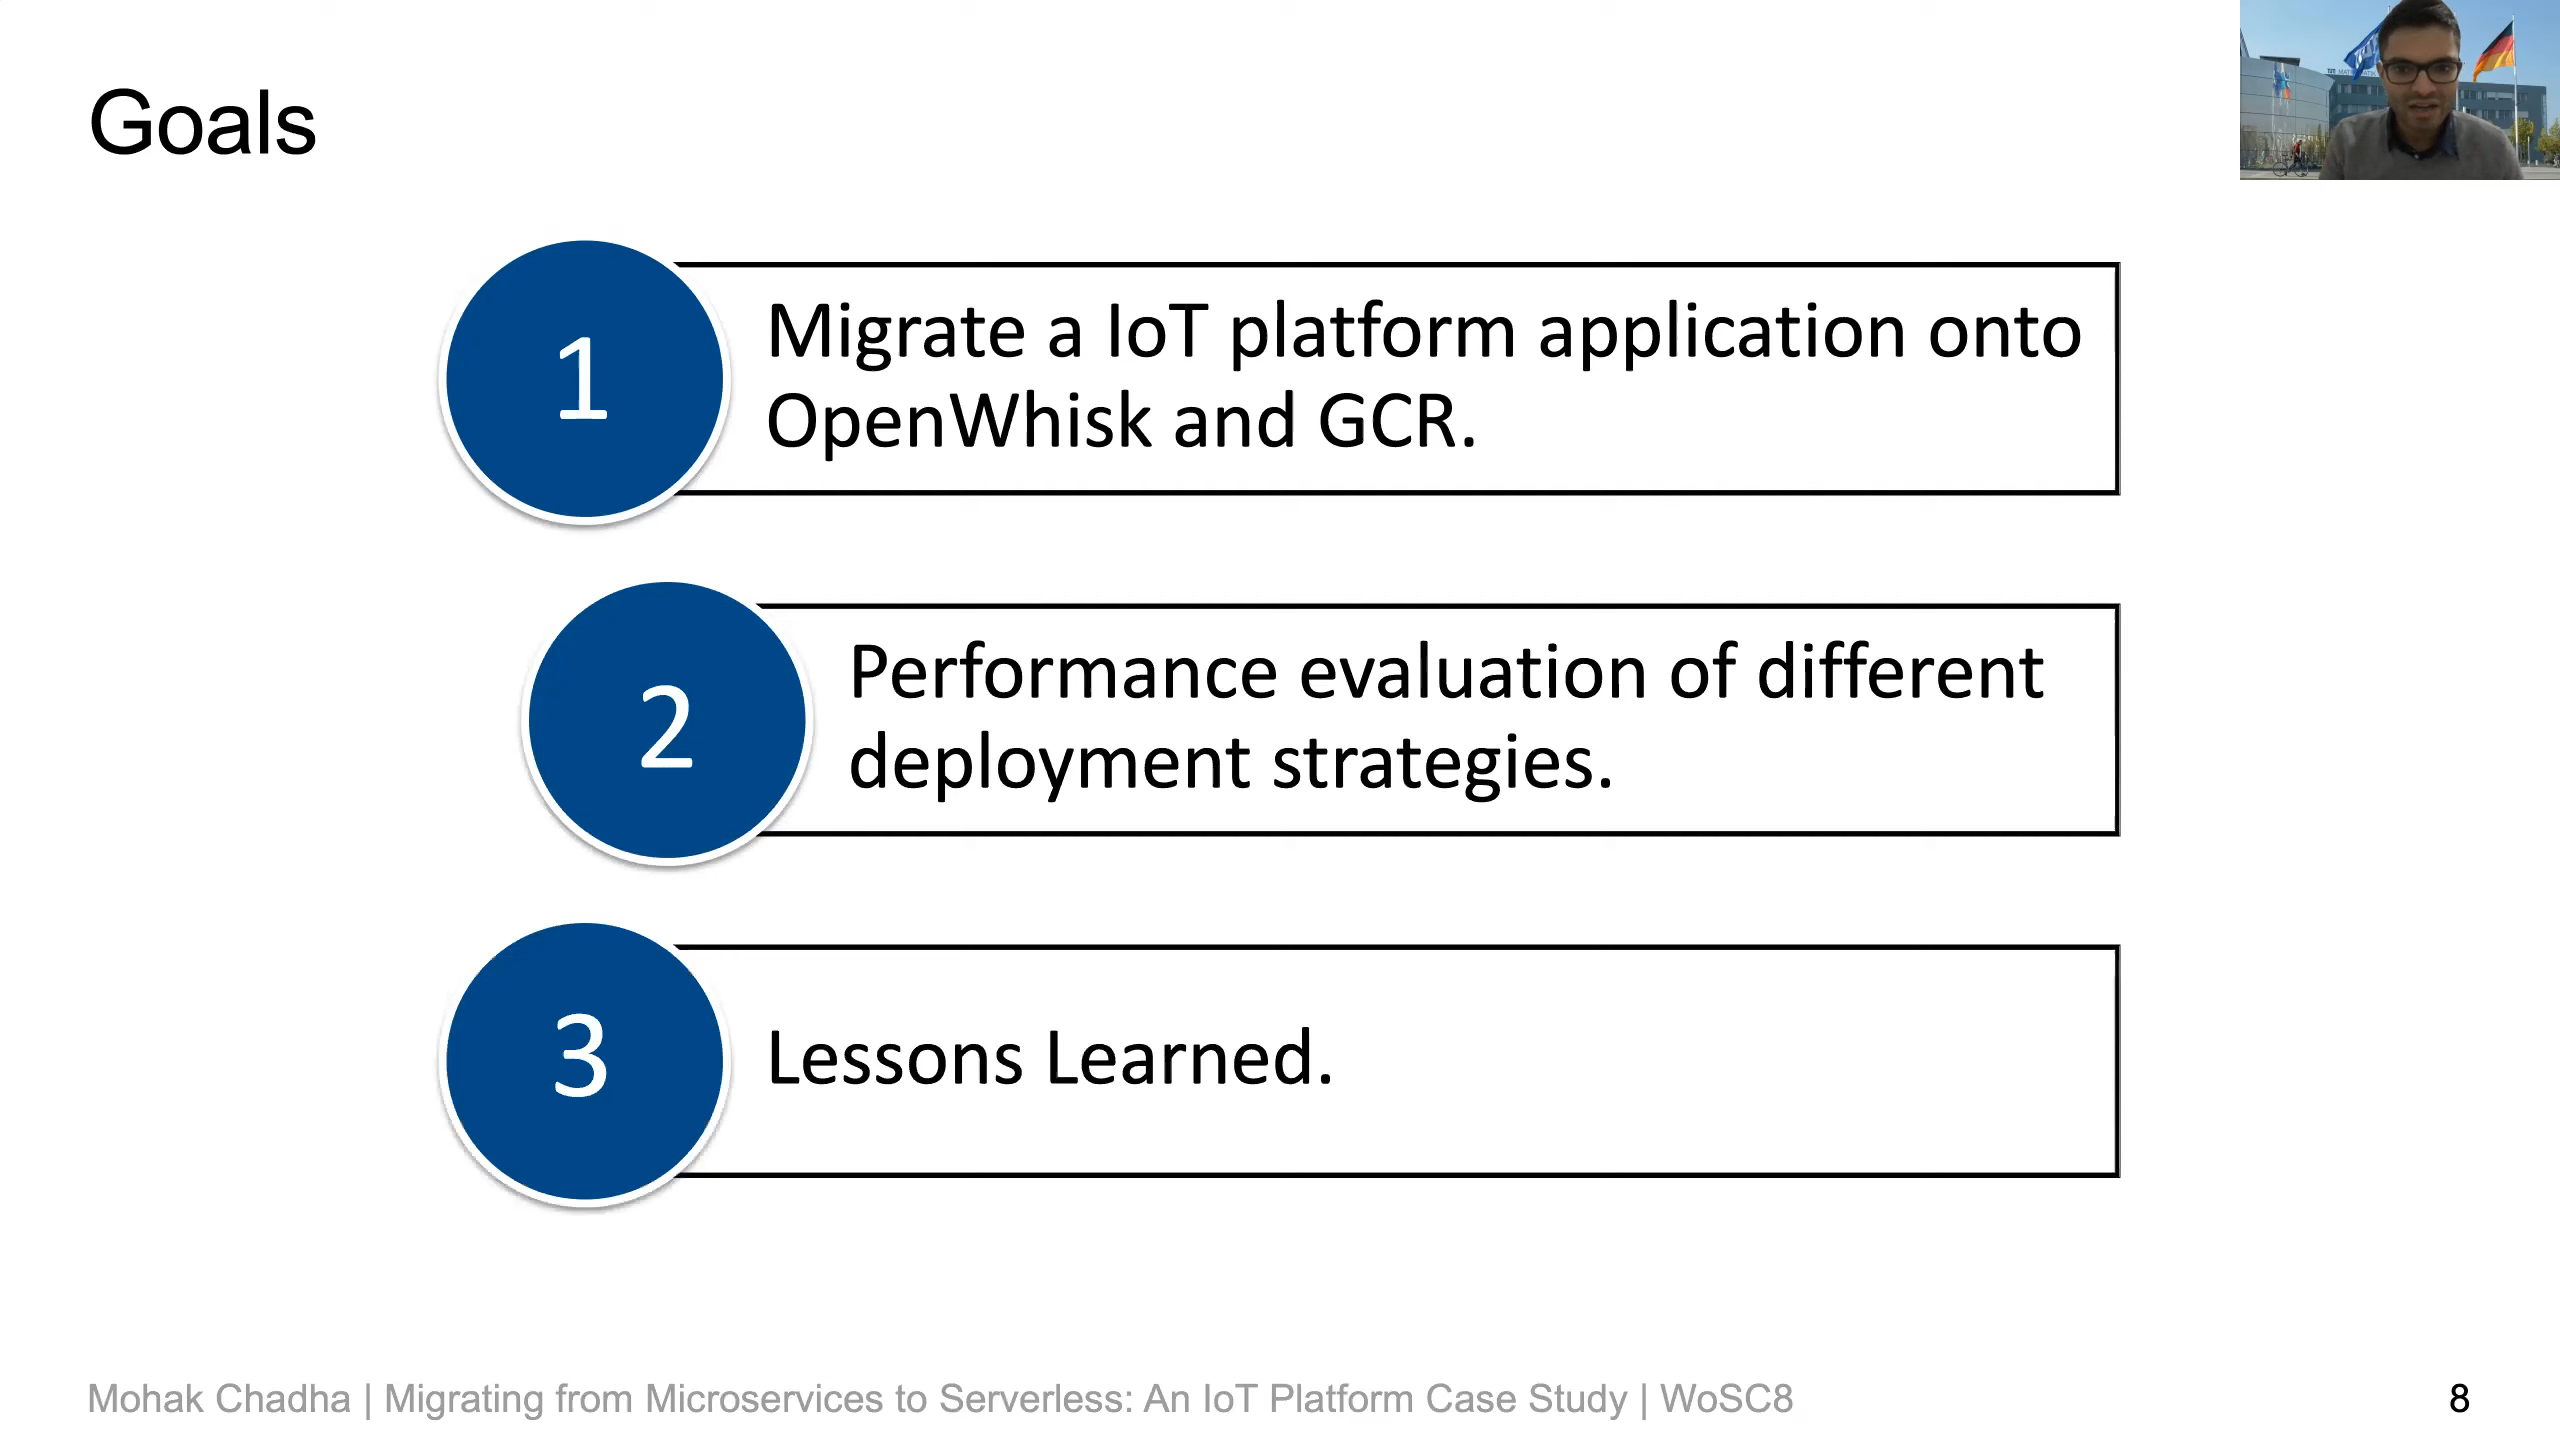 Goals
1
Migrate a IoT platform application onto
OpenWhisk and GCR.
2
Performance evaluation of different
deployment strategies.
3
Lessons Learned.
Mohak Chadha | Migrating from Microservices to Serverless: An IoT Platform Case Study | WoSC8
8